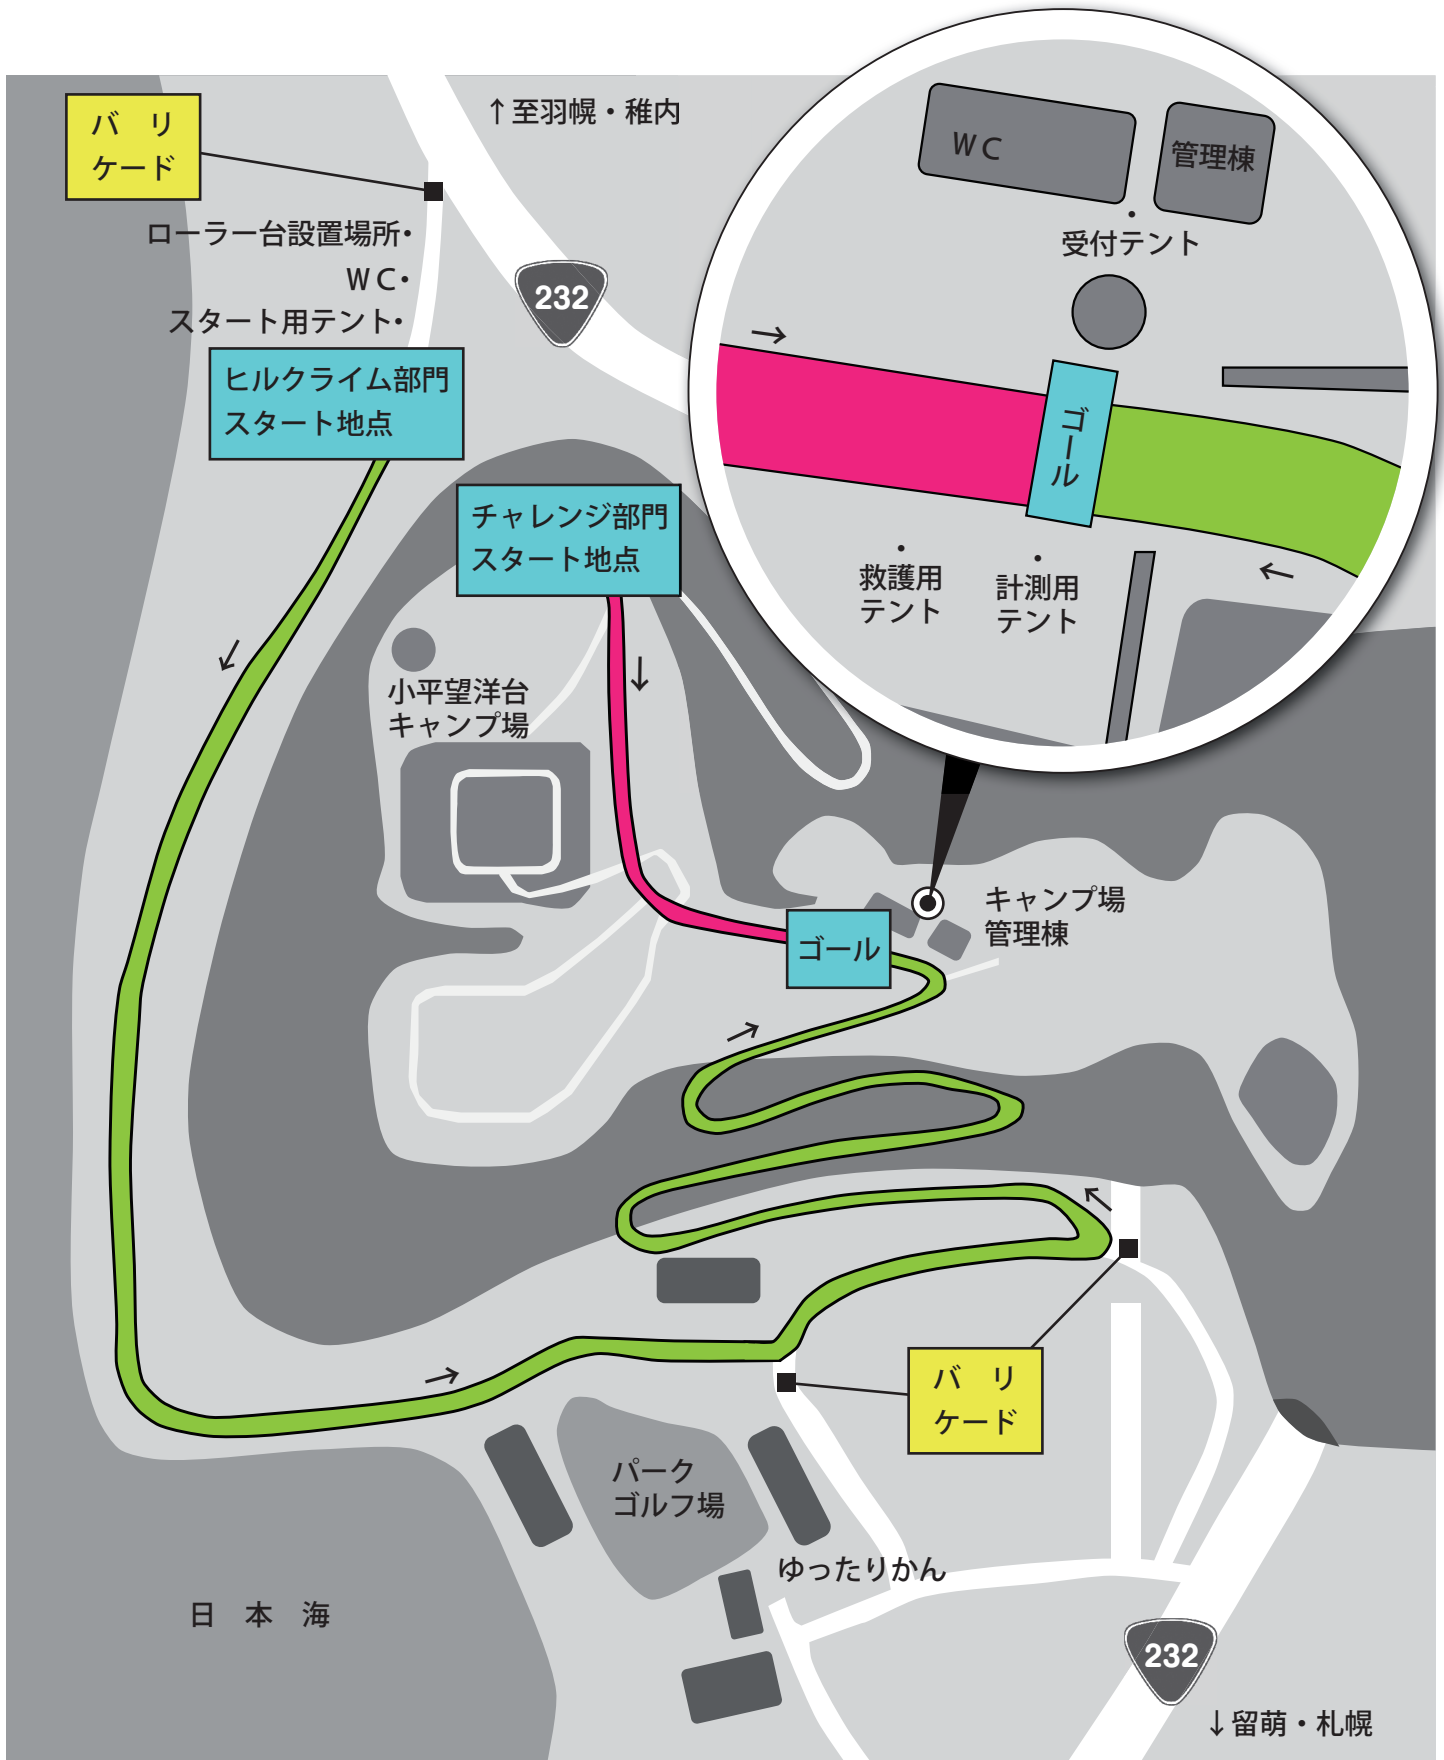 バ リ
ケード
↑至羽幌・稚内
ローラー台設置場所・
ＷＣ・
スタート用テント・
232
ヒルクライム部門
スタート地点
チャレンジ部門
スタート地点
ＷＣ
管理棟
・
受付テント
→
ゴール
・
救護用
テント
・
計測用
テント
←
小平望洋台
キャンプ場
キャンプ場
管理棟
ゴール
バ リ
ケード
パーク
ゴルフ場
ゆったりかん
日 本 海
232
↓留萌・札幌